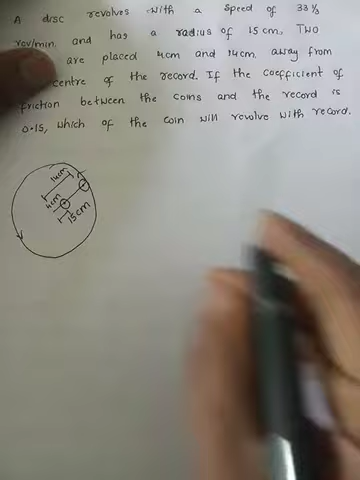 A disc revolves with a speed of 33 1/3
rev/min. and has a radius of 15 cm. Two
are placed 4cm and 14cm. away from
centre of the record. If the coefficient of
friction between the coins and the record is
0.15, which of the coin will revolve with record.
14cm
4cm
15cm